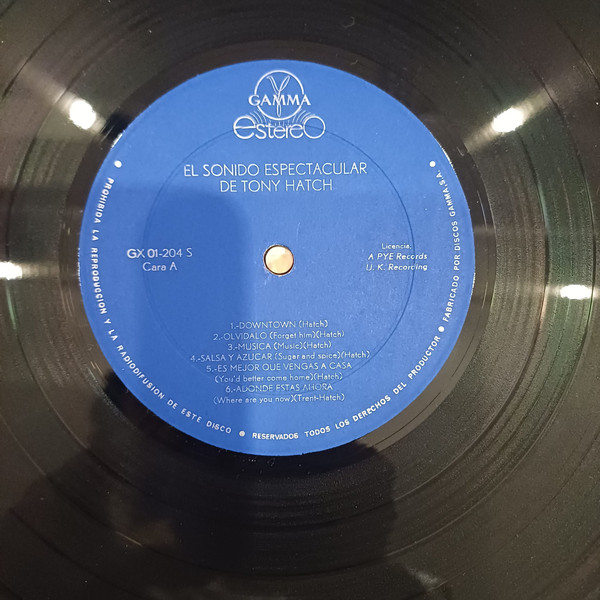 GAMMA
estereo
EL SONIDO ESPECTACULAR
DE TONY HATCH
GX 01-204 S
Cara A
Licencia.
A PYE Records
U. K. Recording
1.-DOWNTOWN (Hatch)
2.-OLVIDALO (Forget him)(Hatch)
3.-MUSICA (Music)(Hatch)
4.-SALSA Y AZUCAR (Sugar and spice)(Hatch)
5.-ES MEJOR QUE VENGAS A CASA
(You'd better come home)(Hatch)
6.-ADONDE ESTAS AHORA
(Where are you now)(Trent-Hatch)
• PROHIBIDA LA REPRODUCCION Y LA RADIODIFUSION DE ESTE DISCO • RESERVADOS TODOS LOS DERECHOS DEL PRODUCTOR • FABRICADO POR DISCOS GAMMA, S.A. •